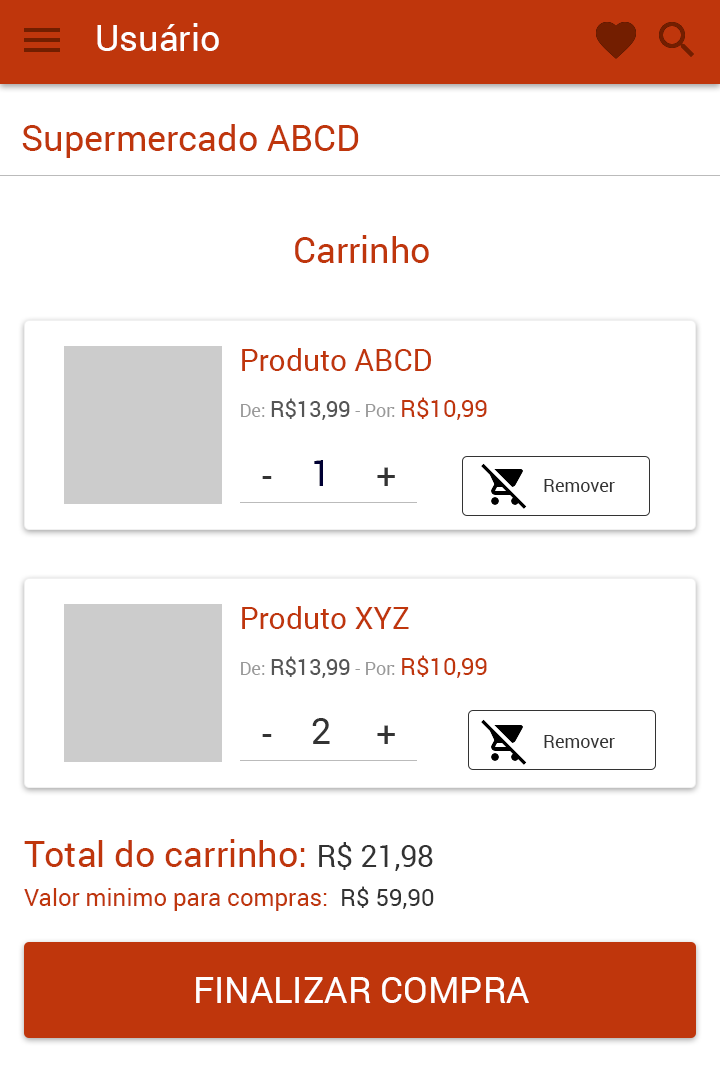 Usuário
Supermercado ABCD
Carrinho
Produto ABCD
De: R$13,99 - Por: R$10,99
- 1 + Remover
Produto XYZ
De: R$13,99 - Por: R$10,99
- 2 + Remover
Total do carrinho: R$ 21,98
Valor minimo para compras: R$ 59,90
FINALIZAR COMPRA